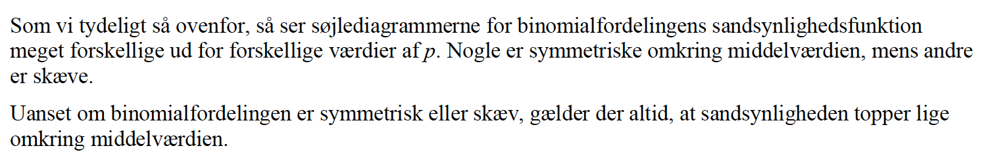 Som vi tydeligt så ovenfor, så ser søjlediagrammerne for binomialfordelingens sandsynlighedsfunktion
meget forskellige ud for forskellige værdier af p. Nogle er symmetriske omkring middelværdien, mens andre
er skæve.
Uanset om binomialfordelingen er symmetrisk eller skæv, gælder der altid, at sandsynligheden topper lige
omkring middelværdien.